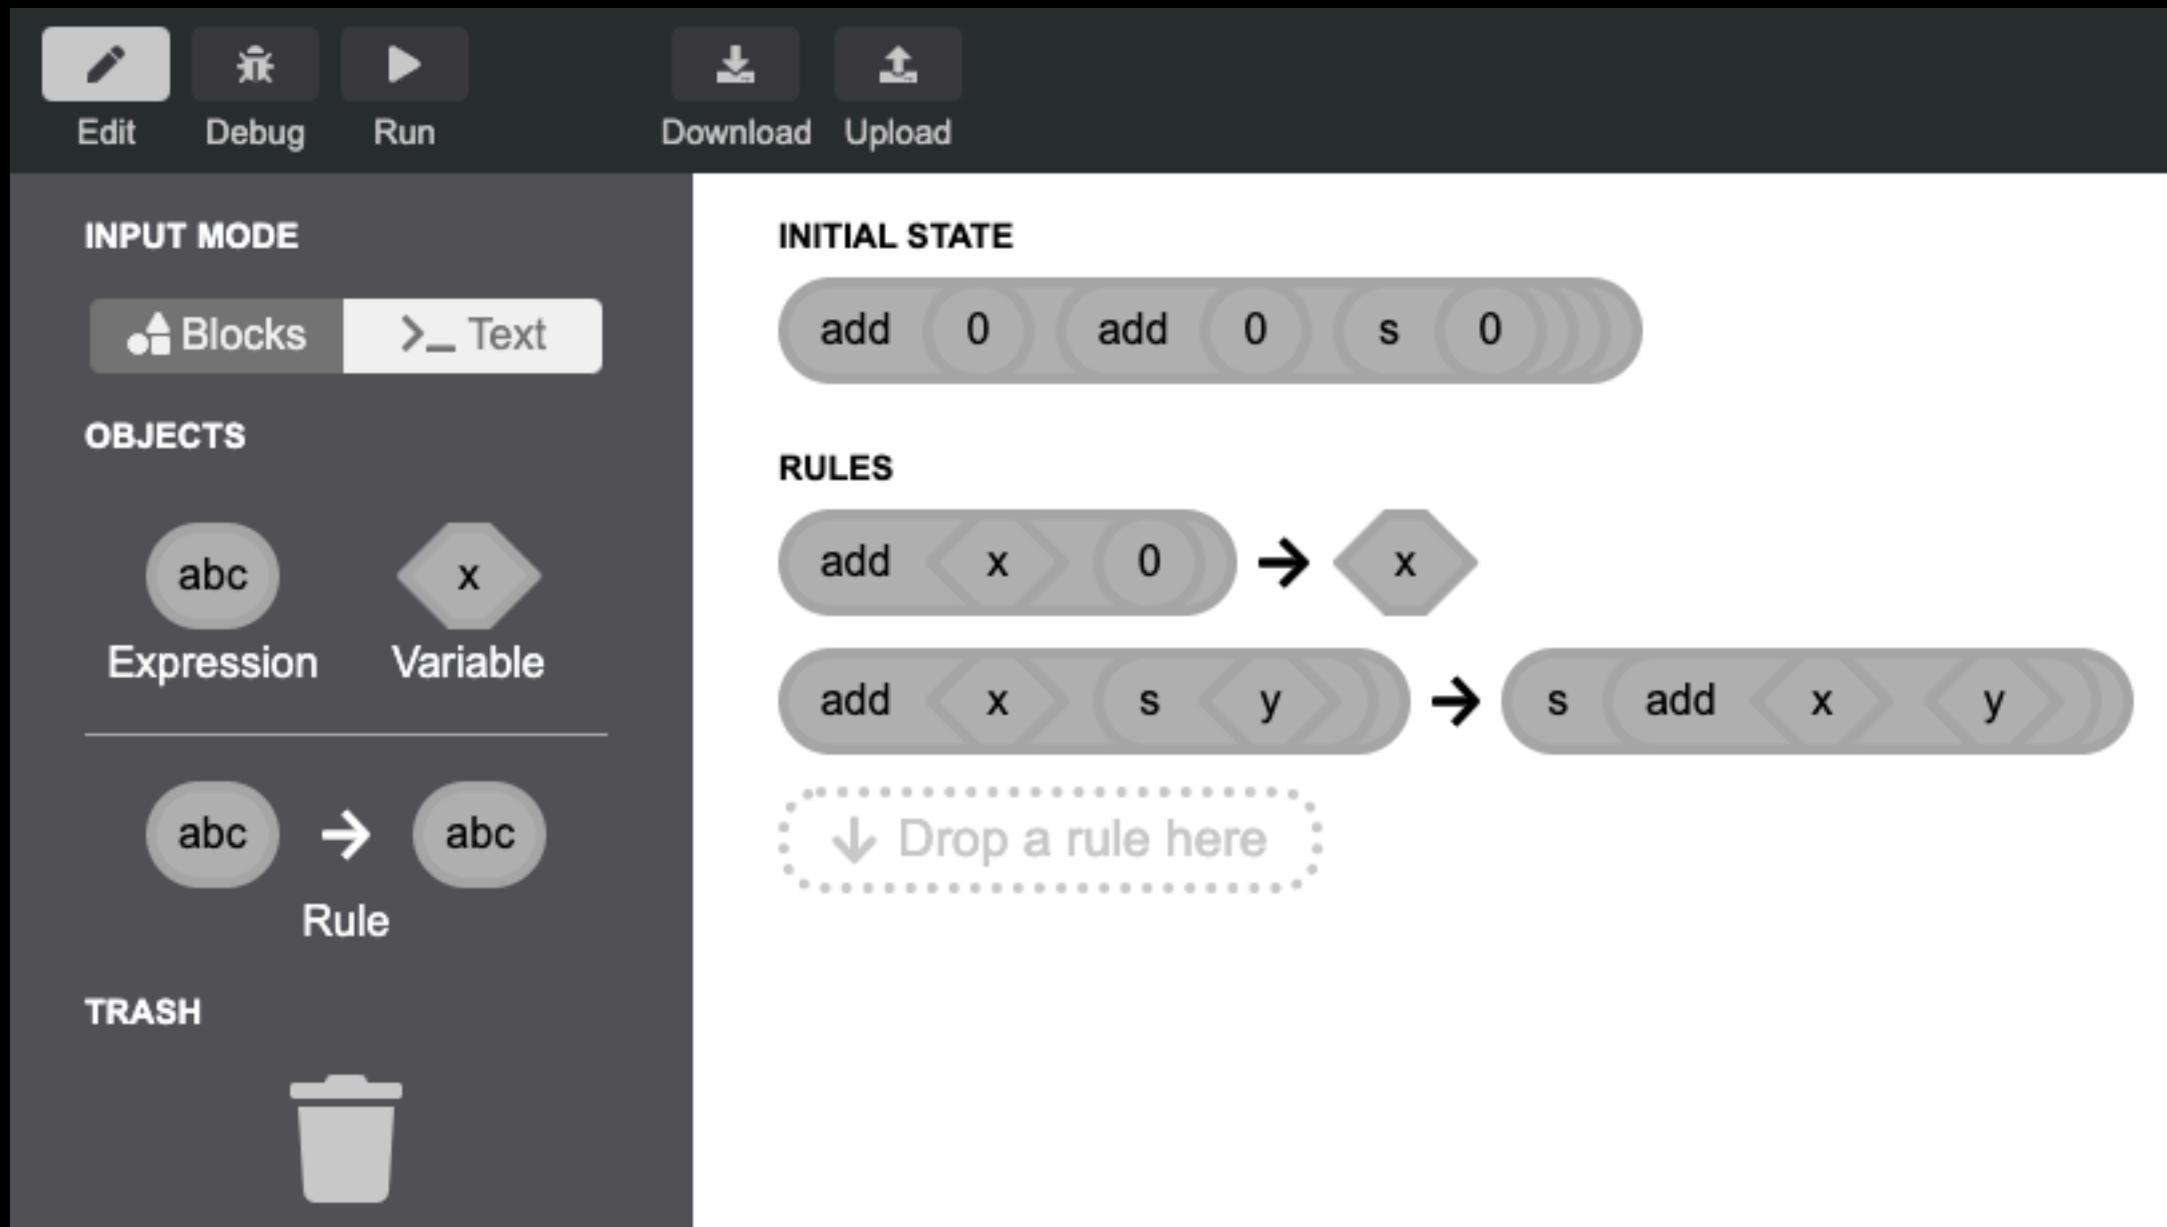 Edit Debug Run Download Upload
INPUT MODE
Blocks >_ Text
OBJECTS
abc x
Expression Variable
abc → abc
Rule
TRASH
INITIAL STATE
add 0 add 0 s 0
RULES
add x 0 → x
add x s y → s add x y
↓ Drop a rule here